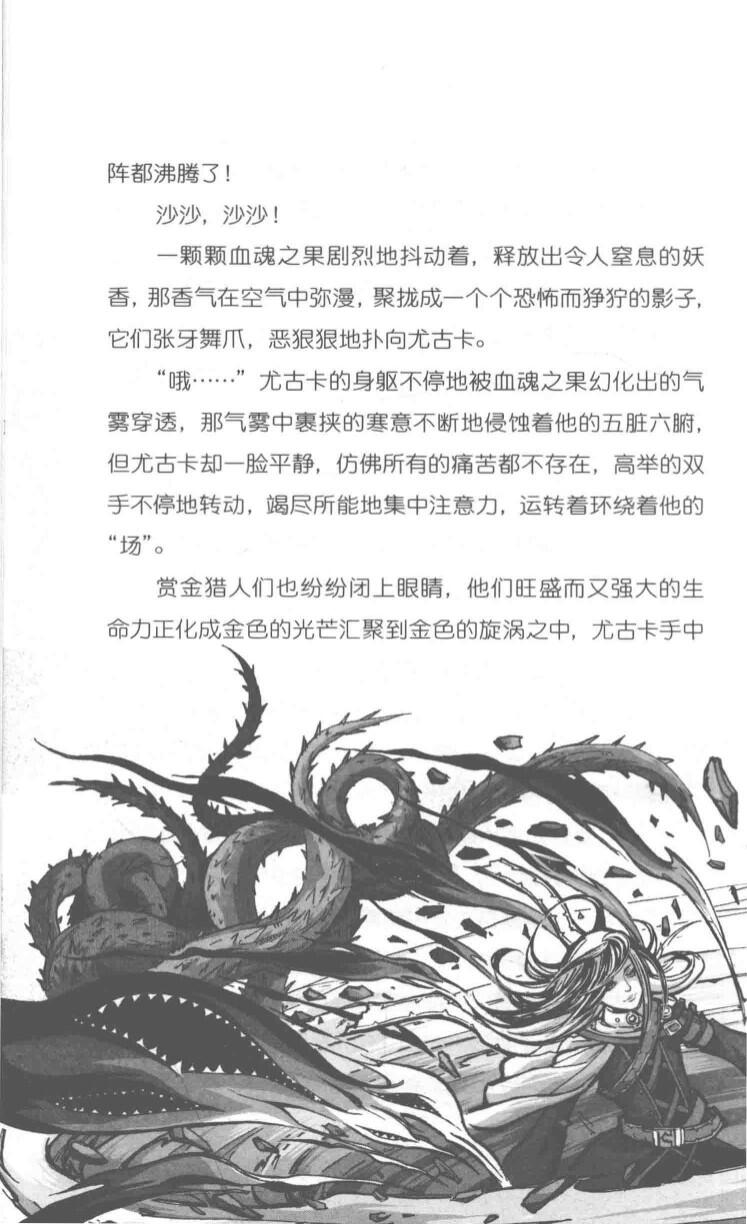 阵都沸腾了！
沙沙，沙沙！
一颗颗血魂之果剧烈地抖动着，释放出令人窒息的妖
香，那香气在空气中弥漫，聚拢成一个个恐怖而狰狞的影子，
它们张牙舞爪，恶狠狠地扑向尤古卡。
“哦……”尤古卡的身躯不停地被血魂之果幻化出的气
雾穿透，那气雾中裹挟的寒意不断地侵蚀着他的五脏六腑，
但尤古卡却一脸平静，仿佛所有的痛苦都不存在，高举的双
手不停地转动，竭尽所能地集中注意力，运转着环绕着他的
“场”。
赏金猎人们也纷纷闭上眼睛，他们旺盛而又强大的生
命力正化成金色的光芒汇聚到金色的旋涡之中，尤古卡手中